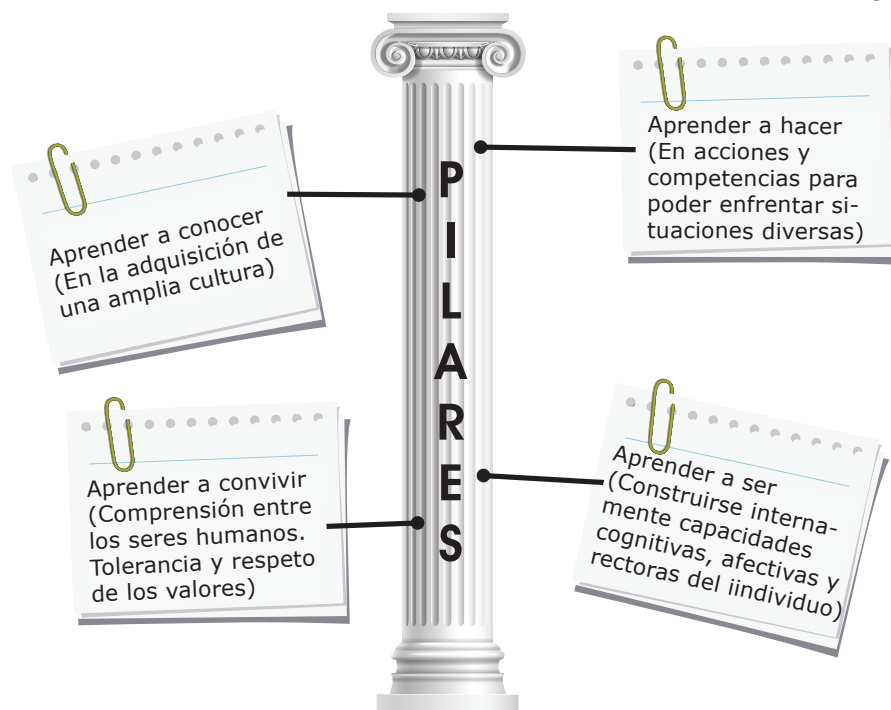 Aprender a conocer
(En la adquisición de
una amplia cultura)
Aprender a hacer
(En acciones y
competencias para
poder enfrentar si-
tuaciones diversas)
PILARES
Aprender a convivir
(Comprensión entre
los seres humanos.
Tolerancia y respeto
de los valores)
Aprender a ser
(Construirse interna-
mente capacidades
cognitivas, afectivas y
rectoras del iindividuo)